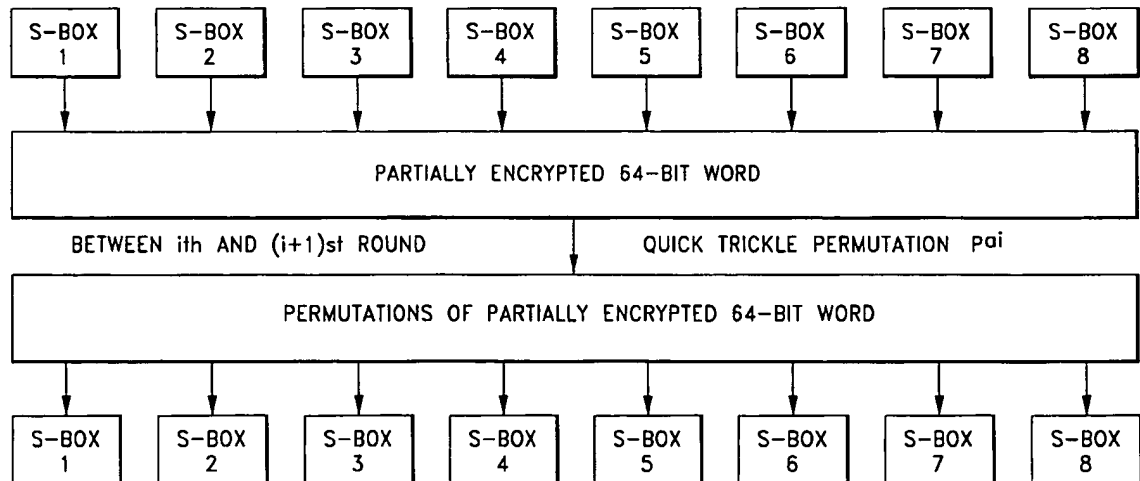 S-BOX S-BOX S-BOX S-BOX S-BOX S-BOX S-BOX S-BOX
1 2 3 4 5 6 7 8
PARTIALLY ENCRYPTED 64-BIT WORD
BETWEEN ith AND (i+1)st ROUND QUICK TRICKLE PERMUTATION pai
PERMUTATIONS OF PARTIALLY ENCRYPTED 64-BIT WORD
S-BOX S-BOX S-BOX S-BOX S-BOX S-BOX S-BOX S-BOX
1 2 3 4 5 6 7 8